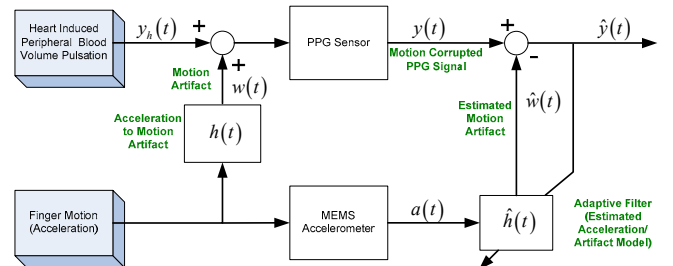 Heart Induced
Peripheral Blood
Volume Pulsation
y_h(t)
+
+
Motion
Artifact
w(t)
Acceleration
to Motion
Artifact
h(t)
PPG Sensor
y(t)
Motion Corrupted
PPG Signal
+
-
ŷ(t)
Estimated
Motion
Artifact
ŵ(t)
Finger Motion
(Acceleration)
MEMS
Accelerometer
a(t)
ĥ(t)
Adaptive Filter
(Estimated
Acceleration/
Artifact Model)